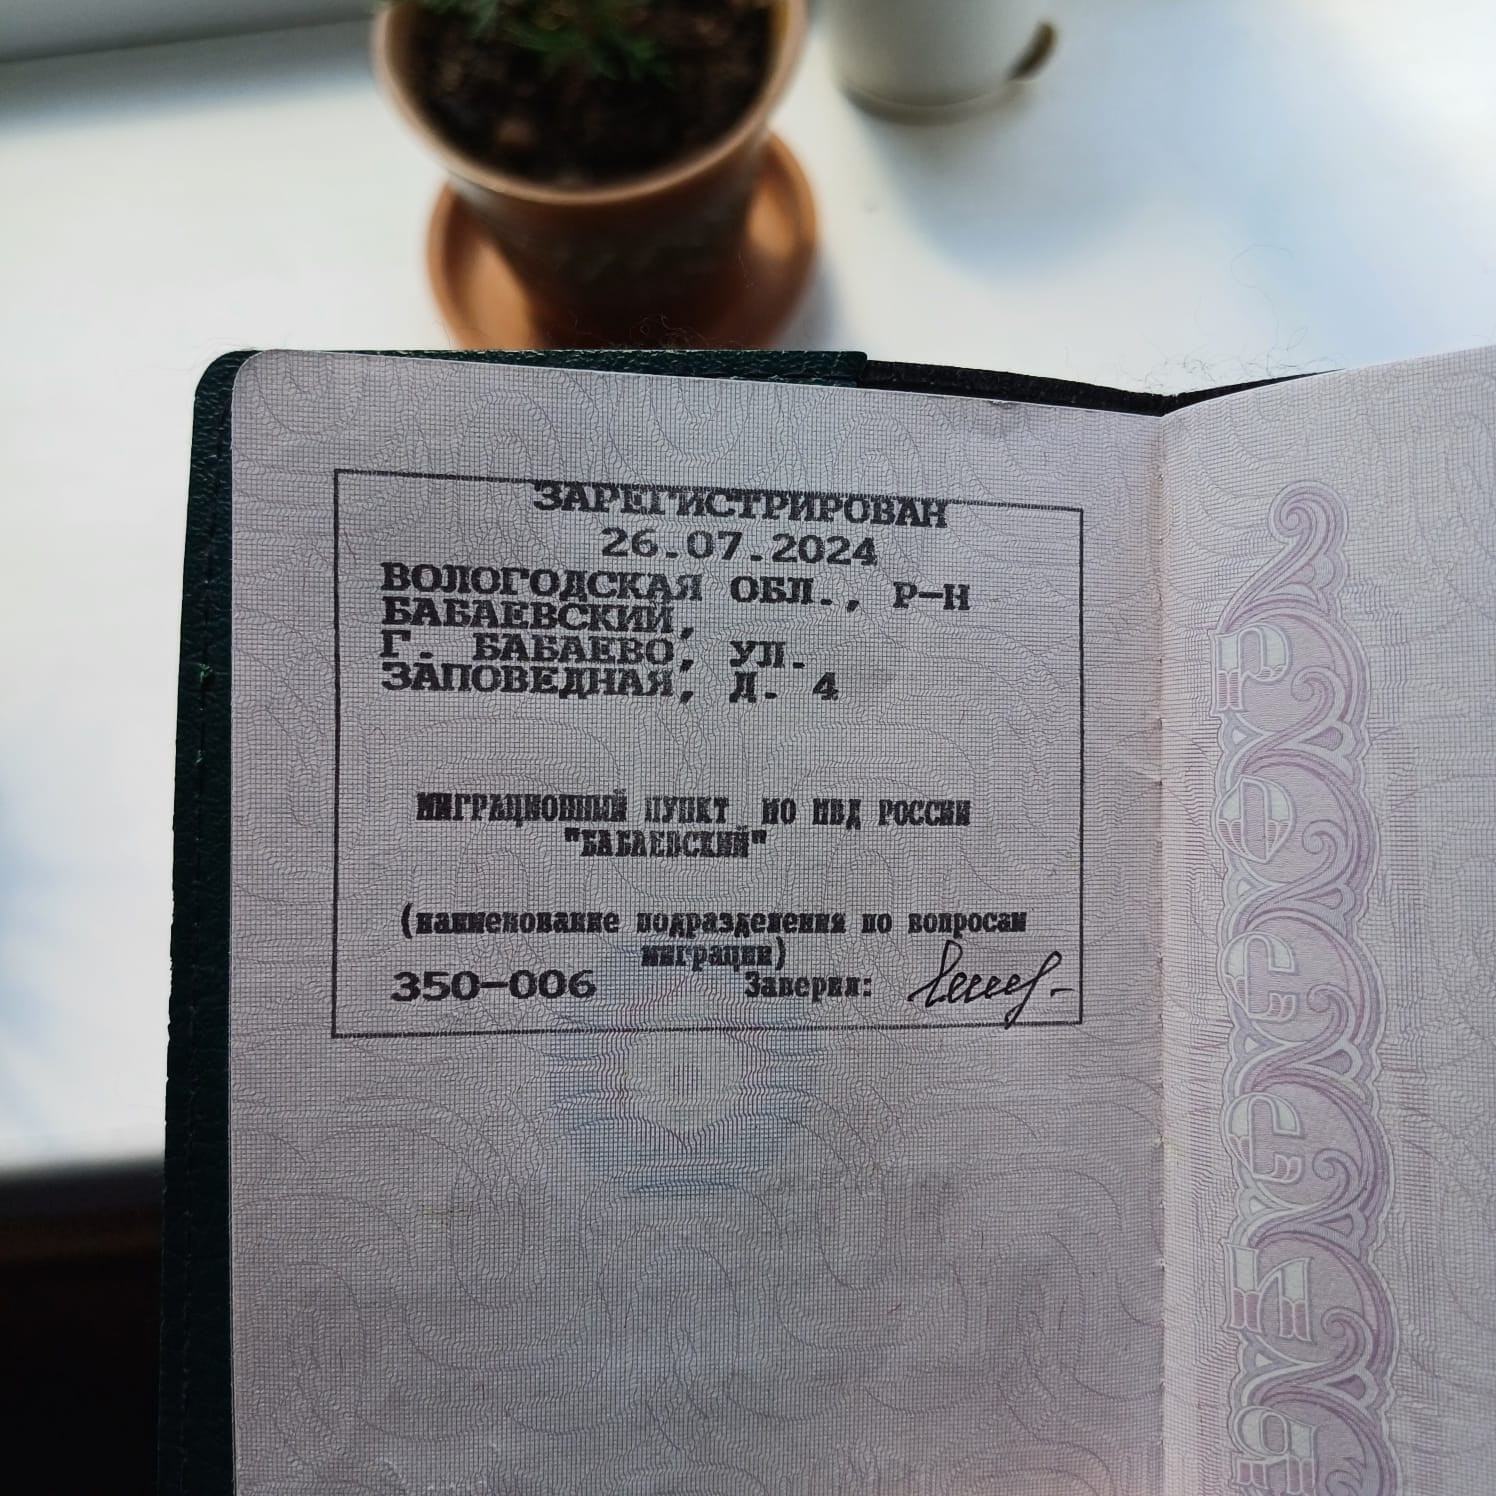 ЗАРЕГИСТРИРОВАН
26.07.2024
ВОЛОГОДСКАЯ ОБЛ., Р-Н
БАБАЕВСКИЙ,
Г. БАБАЕВО, УЛ.
ЗАПОВЕДНАЯ, Д. 4
МИГРАЦИОННЫЙ ПУНКТ МО МВД РОССИИ
"БАБАЕВСКИЙ"
(наименование подразделения по вопросам
миграции)
350-006 Заверил: